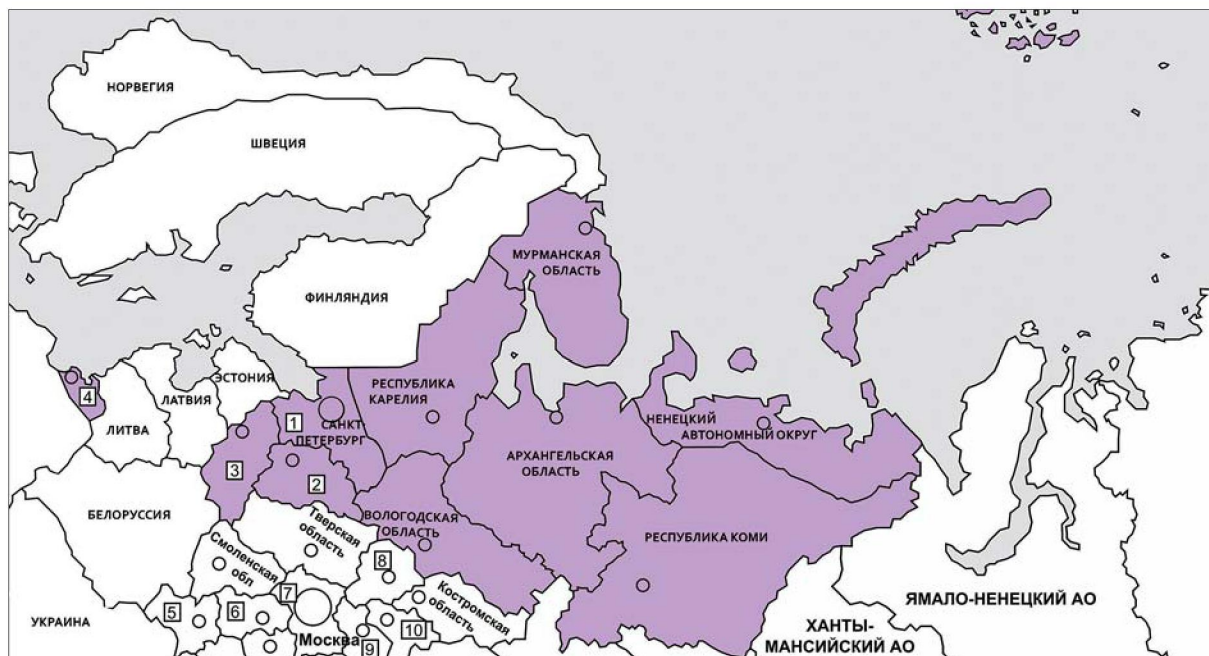 НОРВЕГИЯ
ШВЕЦИЯ
МУРМАНСКАЯ
ОБЛАСТЬ
ФИНЛЯНДИЯ
ЭСТОНИЯ
ЛАТВИЯ
ЛИТВА
4
РЕСПУБЛИКА
КАРЕЛИЯ
1
САНКТ
ПЕТЕРБУРГ
3
2
НЕНЕЦКИЙ
АВТОНОМНЫЙ ОКРУГ
АРХАНГЕЛЬСКАЯ
ОБЛАСТЬ
БЕЛОРУССИЯ
ВОЛОГОДСКАЯ
ОБЛАСТЬ
Тверская
область
РЕСПУБЛИКА КОМИ
Смоленская
обл
8
7
Костромская
область
5
6
10
9
Москва
УКРАИНА
ЯМАЛО-НЕНЕЦКИЙ АО
ХАНТЫ-
МАНСИЙСКИЙ АО